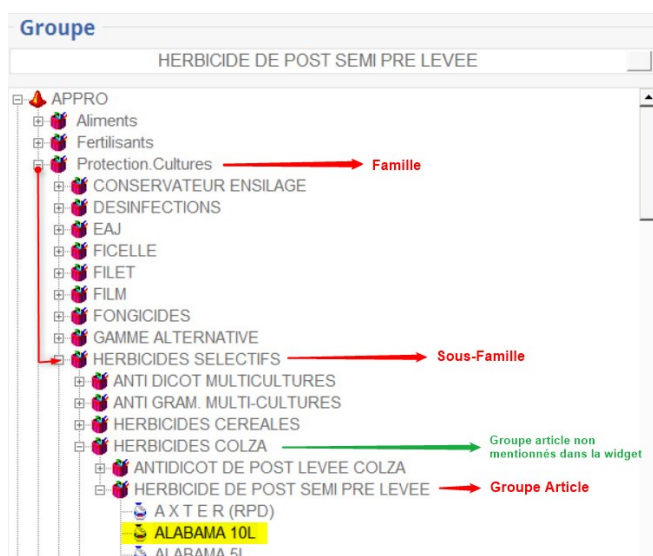 Groupe
HERBICIDE DE POST SEMI PRE LEVEE
APPRO
Aliments
Fertilisants
Protection.Cultures
Famille
CONSERVATEUR ENSILAGE
DESINFECTIONS
EAJ
FICELLE
FILET
FILM
FONGICIDES
GAMME ALTERNATIVE
HERBICIDES SELECTIFS
Sous-Famille
ANTI DICOT MULTICULTURES
ANTI GRAM. MULTI-CULTURES
HERBICIDES CEREALES
HERBICIDES COLZA
Groupe article non
mentionnés dans la widget
ANTIDICOT DE POST LEVEE COLZA
HERBICIDE DE POST SEMI PRE LEVEE
Groupe Article
A X T E R (RPD)
ALABAMA 10L
ALABAMA 5L